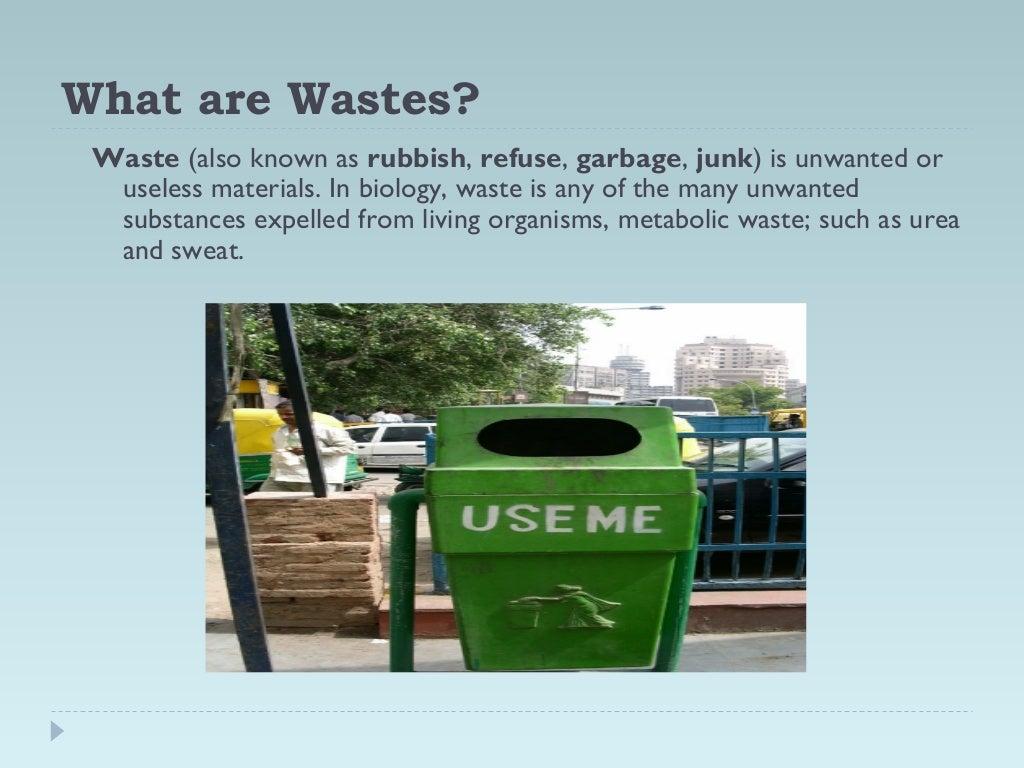 What are Wastes?
Waste (also known as rubbish, refuse, garbage, junk) is unwanted or
useless materials. In biology, waste is any of the many unwanted
substances expelled from living organisms, metabolic waste; such as urea
and sweat.
USE ME